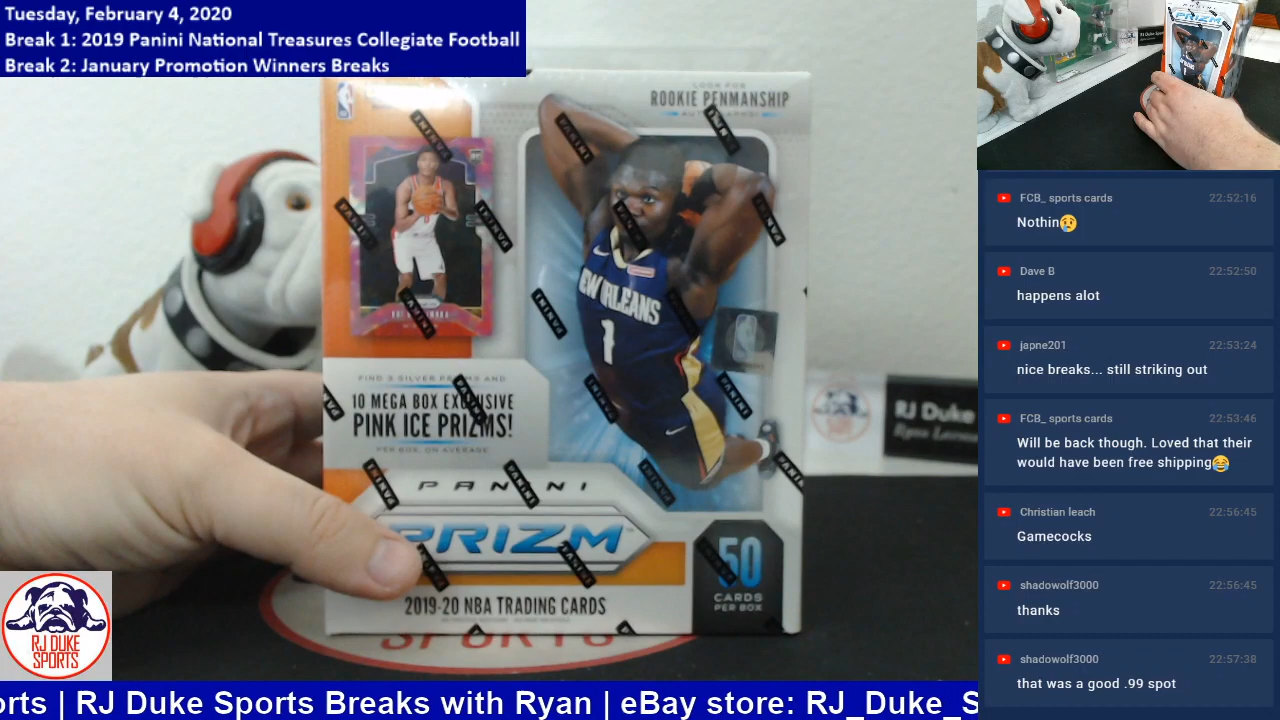 Tuesday, February 4, 2020
Break 1: 2019 Panini National Treasures Collegiate Football
Break 2: January Promotion Winners Breaks
LOOK FOR
ROOKIE PENMANSHIP
AUTOGRAPHS!
NEW ORLEANS
1
FIND 3 SILVER PRIZMS AND
10 MEGA BOX EXCLUSIVE
PINK ICE PRIZMS!
PER BOX, ON AVERAGE
PANINI
PRIZM
50
CARDS
PER BOX
2019-20 NBA TRADING CARDS
SPORTS
RJ Duke
Ryan
RJ DUKE
SPORTS
orts | RJ Duke Sports Breaks with Ryan | eBay store: RJ_Duke_S
PRIZM
FCB_ sports cards 22:52:16
Nothin😢
Dave B 22:52:50
happens alot
japne201 22:53:24
nice breaks... still striking out
FCB_ sports cards 22:53:46
Will be back though. Loved that their
would have been free shipping😂
Christian leach 22:56:45
Gamecocks
shadowolf3000 22:56:45
thanks
shadowolf3000 22:57:38
that was a good .99 spot